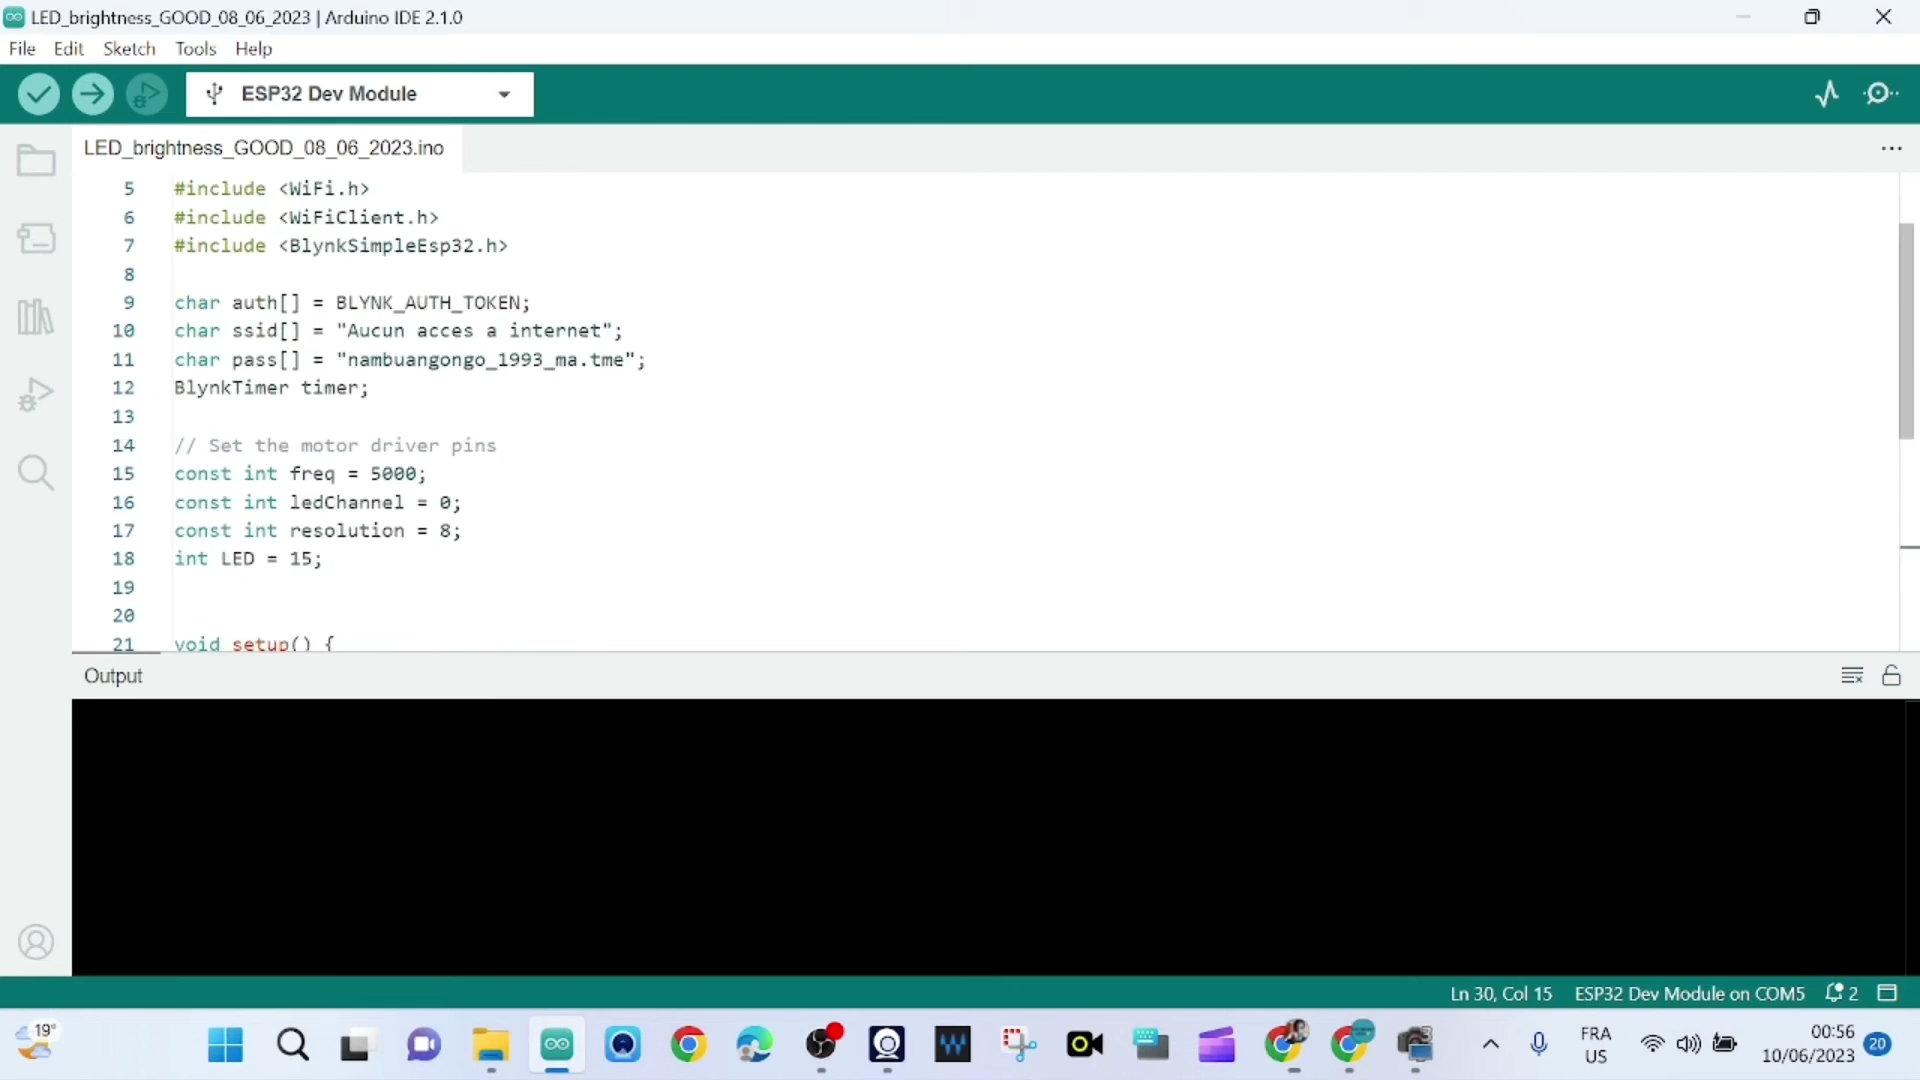 LED_brightness_GOOD_08_06_2023 | Arduino IDE 2.1.0
File Edit Sketch Tools Help
ESP32 Dev Module
LED_brightness_GOOD_08_06_2023.ino
5 #include <WiFi.h>
6 #include <WiFiClient.h>
7 #include <BlynkSimpleEsp32.h>
8
9 char auth[] = BLYNK_AUTH_TOKEN;
10 char ssid[] = "Aucun acces a internet";
11 char pass[] = "nambuangongo_1993_ma.tme";
12 BlynkTimer timer;
13
14 // Set the motor driver pins
15 const int freq = 5000;
16 const int ledChannel = 0;
17 const int resolution = 8;
18 int LED = 15;
19
20
21 void setup() {
Output
Ln 30, Col 15 ESP32 Dev Module on COM5 2
19°
FRA
US
00:56
10/06/2023
20